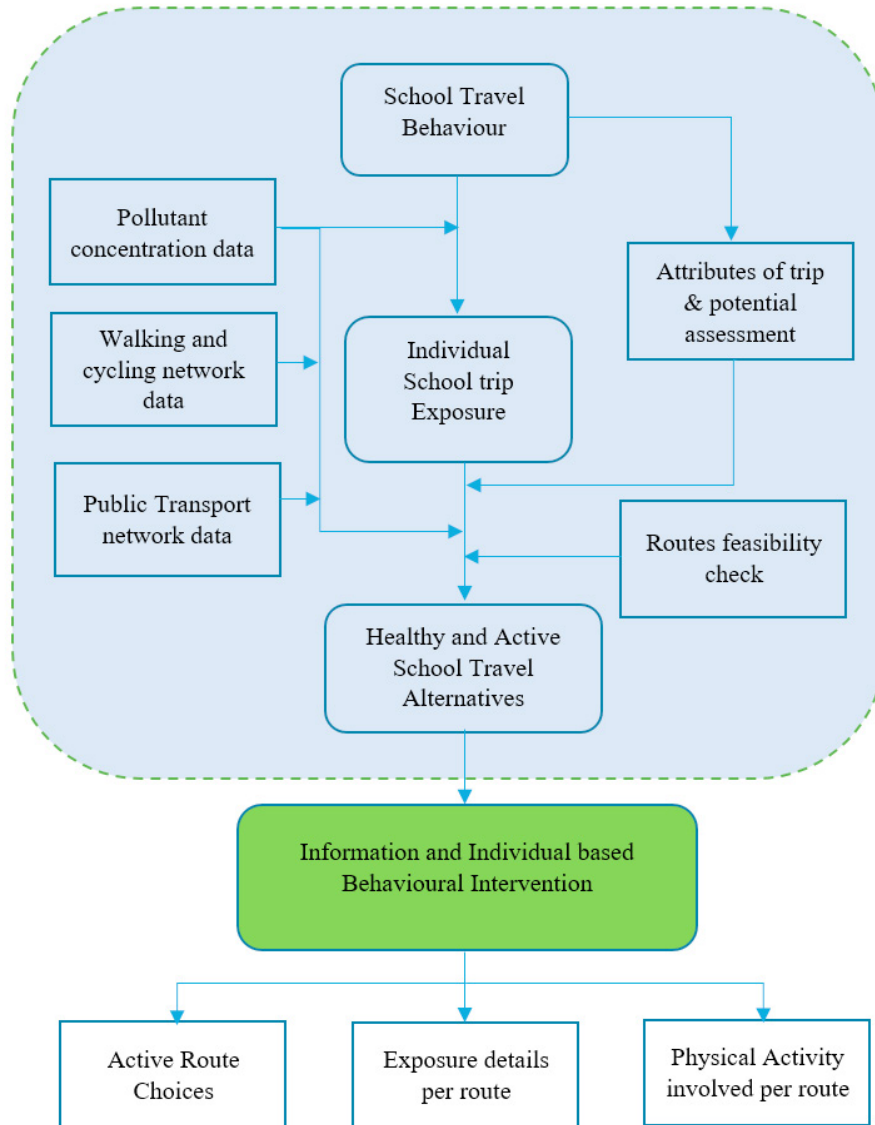 School Travel
Behaviour
Pollutant
concentration data
Attributes of trip
& potential
assessment
Walking and
cycling network
data
Individual
School trip
Exposure
Public Transport
network data
Routes feasibility
check
Healthy and Active
School Travel
Alternatives
Information and Individual based
Behavioural Intervention
Active Route
Choices
Exposure details
per route
Physical Activity
involved per route